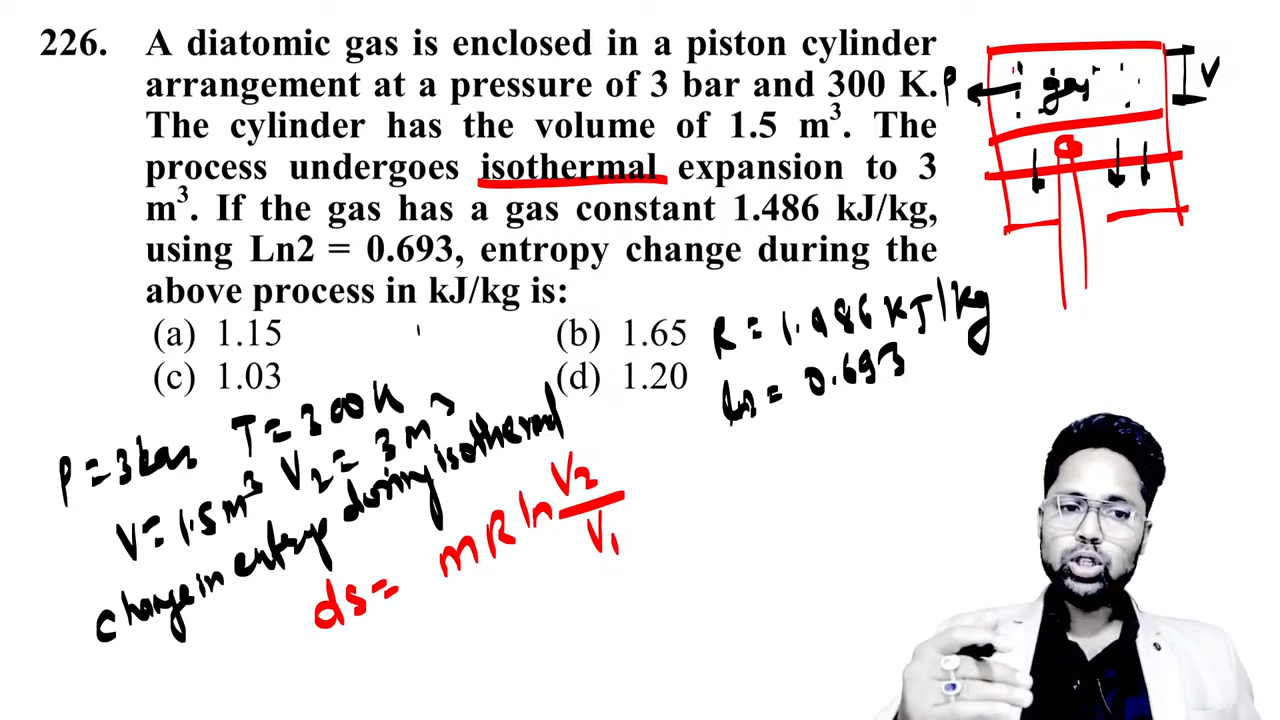 226. A diatomic gas is enclosed in a piston cylinder
arrangement at a pressure of 3 bar and 300 K.
The cylinder has the volume of 1.5 m³. The
process undergoes isothermal expansion to 3
m³. If the gas has a gas constant 1.486 kJ/kg,
using Ln2 = 0.693, entropy change during the
above process in kJ/kg is:
(a) 1.15 (b) 1.65
(c) 1.03 (d) 1.20
P gas V
R = 1.486 KJ/kg
ln2 = 0.693
P = 3 bar T = 300K
V = 1.5m³ V₂ = 3 m³
change in entropy during isothermal
ds = mR ln V₂/V₁